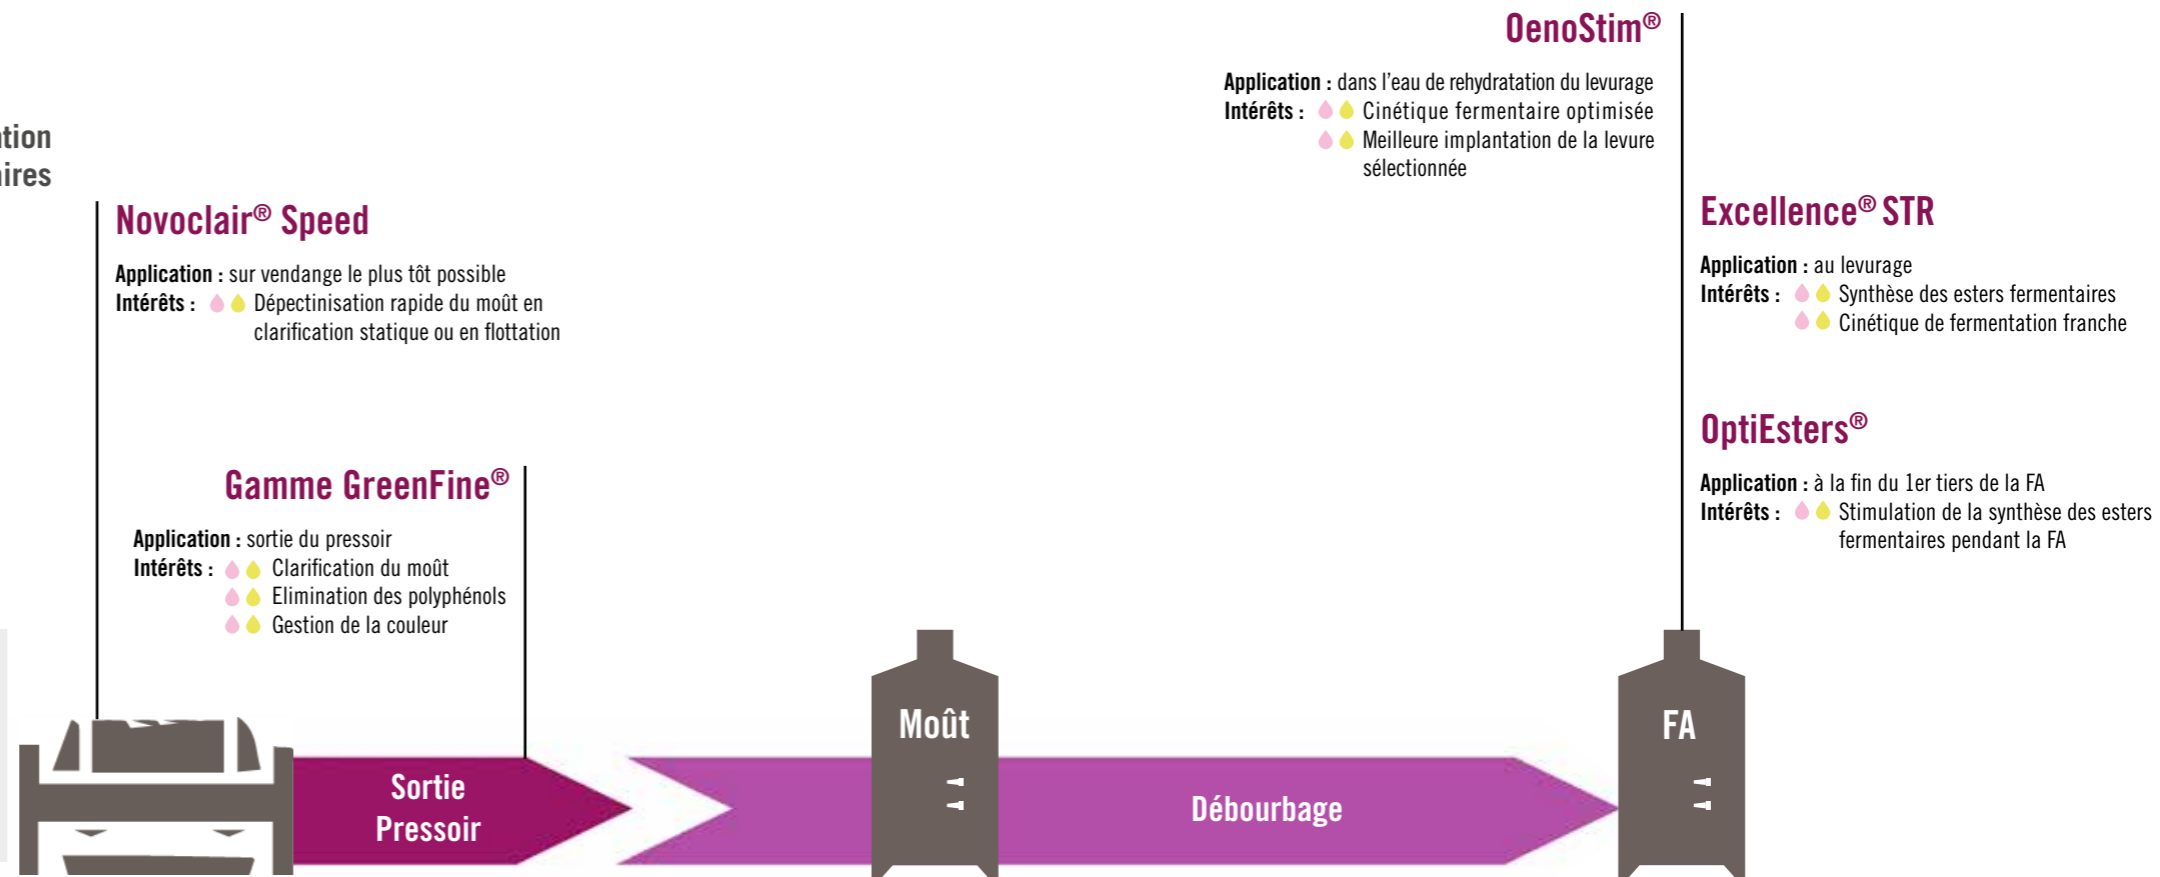 OenoStim®
Application : dans l'eau de rehydratation du levurage
Intérêts : Cinétique fermentaire optimisée
Meilleure implantation de la levure
sélectionnée
Novoclair® Speed
Application : sur vendange le plus tôt possible
Intérêts : Dépectinisation rapide du moût en
clarification statique ou en flottation
Excellence® STR
Application : au levurage
Intérêts : Synthèse des esters fermentaires
Cinétique de fermentation franche
OptiEsters®
Application : à la fin du 1er tiers de la FA
Intérêts : Stimulation de la synthèse des esters
fermentaires pendant la FA
Gamme GreenFine®
Application : sortie du pressoir
Intérêts : Clarification du moût
Elimination des polyphénols
Gestion de la couleur
Sortie
Pressoir
Moût
Débourbage
FA